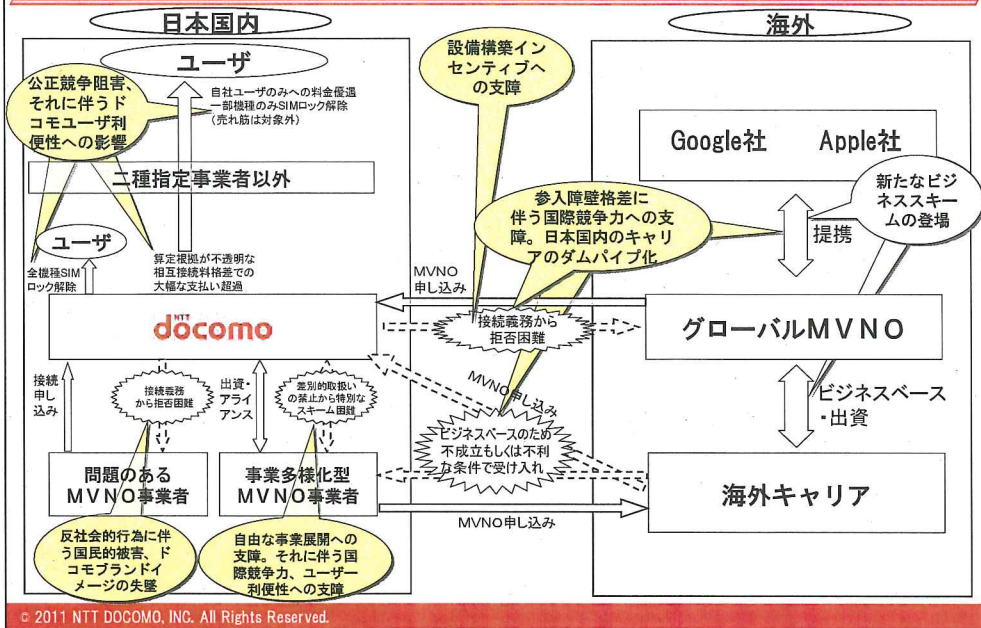 日本国内
海外
ユーザ
公正競争阻害、
それに伴うド
コモユーザ利
便性への影響
自社ユーザのみへの料金優遇
一部機種のみSIMロック解除
(売れ筋は対象外)
設備構築イン
センティブへ
の支障
Google社 Apple社
二種指定事業者以外
参入障壁格差に
伴う国際競争力への支
障。日本国内のキャリ
アのダムパイプ化
新たなビジ
ネススキー
ムの登場
提携
ユーザ
全機種SIM
ロック解除
算定根拠が不透明な
相互接続料格差での
大幅な支払い超過
MVNO
申し込み
NTT
docomo
接続義務から
拒否困難
グローバルMVNO
接続
申し
込み
接続義務
から拒否困難
出資・
アライ
アンス
差別的取扱い
の禁止から特別な
スキーム困難
MVNO申し込み
ビジネスベースのため
不成立もしくは不利
な条件で受け入れ
ビジネスベース
・出資
問題のある
MVNO事業者
事業多様化型
MVNO事業者
海外キャリア
MVNO申し込み
反社会的行為に伴
う国民的被害、ド
コモブランドイ
メージの失墜
自由な事業展開への
支障。それに伴う国
際競争力、ユーザー
利便性への支障
© 2011 NTT DOCOMO, INC. All Rights Reserved.